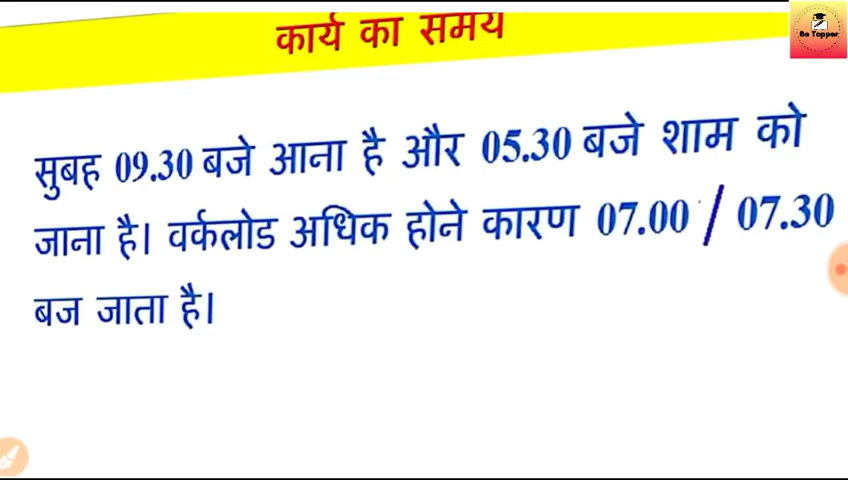 कार्य का समय
Be Topper
सुबह 09.30 बजे आना है और 05.30 बजे शाम को
जाना है। वर्कलोड अधिक होने कारण 07.00 / 07.30
बज जाता है।